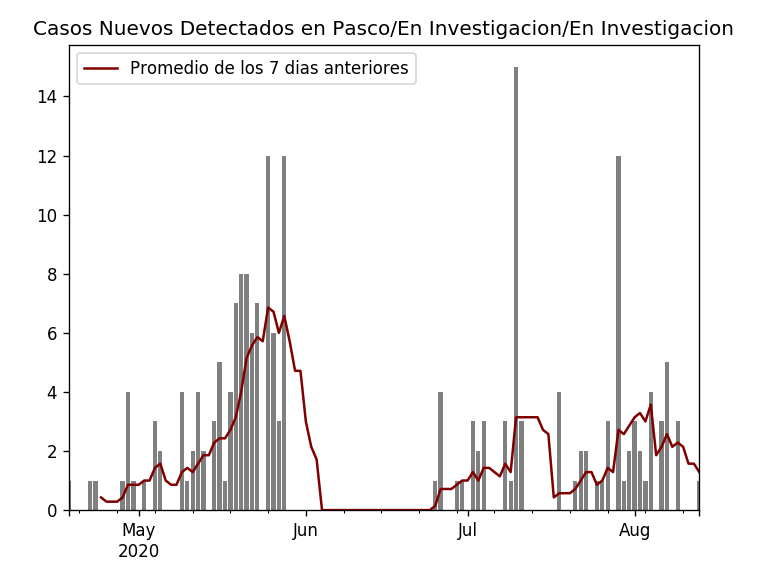 Casos Nuevos Detectados en Pasco/En Investigacion/En Investigacion
Promedio de los 7 dias anteriores
14
12
10
8
6
4
2
0
May
2020
Jun
Jul
Aug